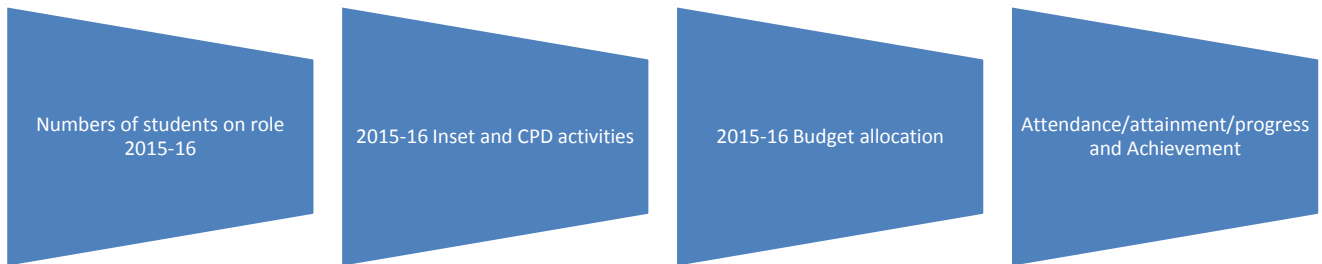 Numbers of students on role
2015-16
2015-16 Inset and CPD activities
2015-16 Budget allocation
Attendance/attainment/progress
and Achievement